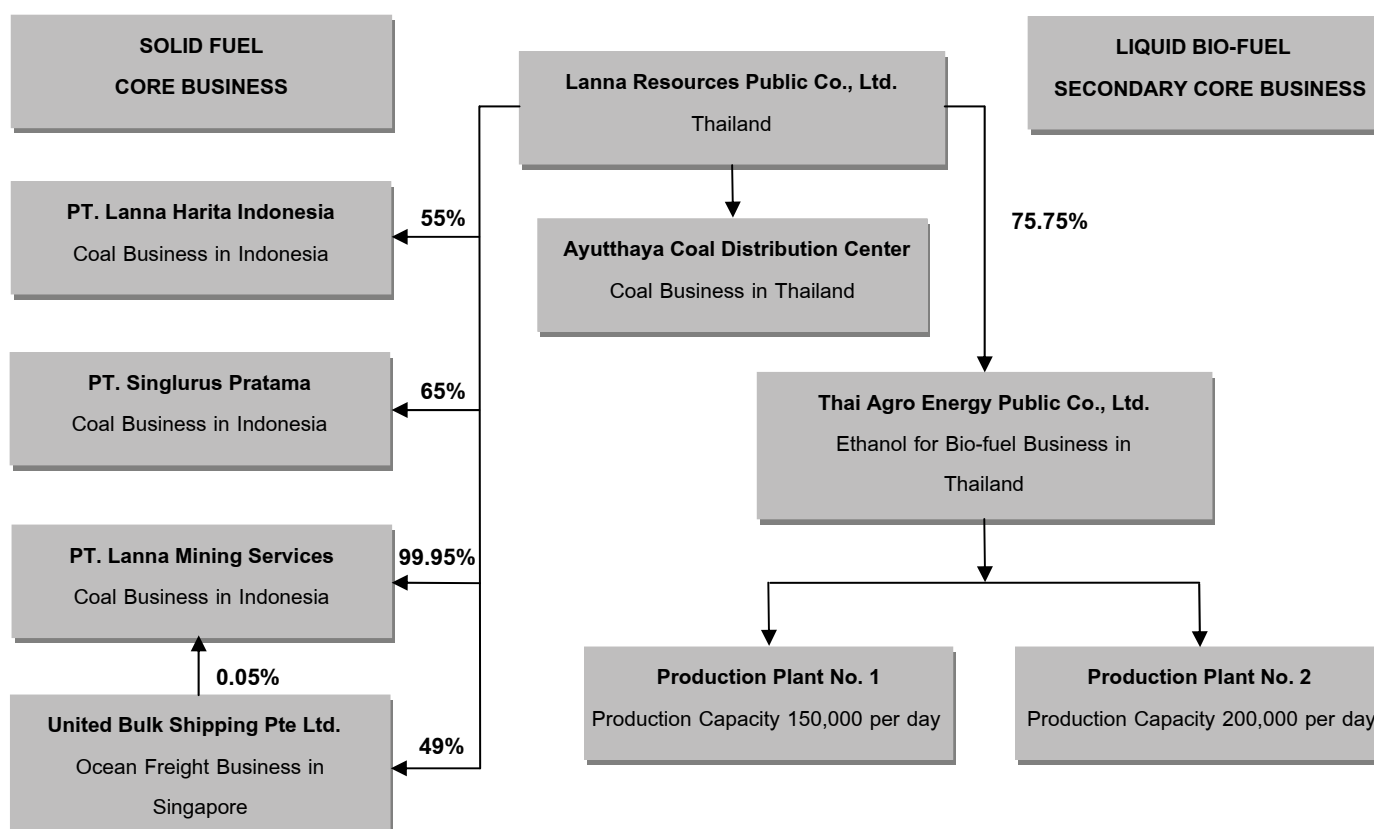 SOLID FUEL
CORE BUSINESS
Lanna Resources Public Co., Ltd.
Thailand
LIQUID BIO-FUEL
SECONDARY CORE BUSINESS
PT. Lanna Harita Indonesia
Coal Business in Indonesia
55%
Ayutthaya Coal Distribution Center
Coal Business in Thailand
75.75%
PT. Singlurus Pratama
Coal Business in Indonesia
65%
Thai Agro Energy Public Co., Ltd.
Ethanol for Bio-fuel Business in
Thailand
PT. Lanna Mining Services
Coal Business in Indonesia
99.95%
0.05%
United Bulk Shipping Pte Ltd.
Ocean Freight Business in
Singapore
49%
Production Plant No. 1
Production Capacity 150,000 per day
Production Plant No. 2
Production Capacity 200,000 per day